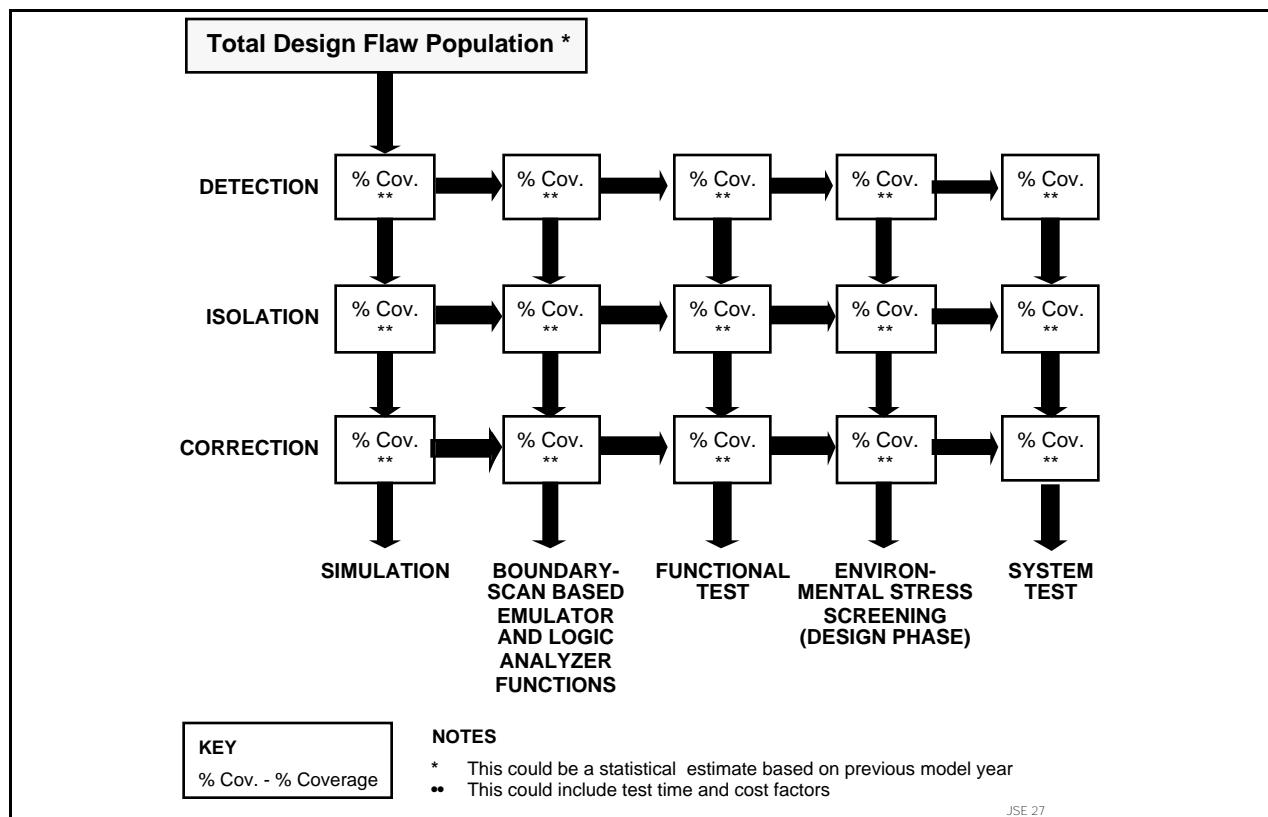 Total Design Flaw Population *
DETECTION
% Cov.
**
% Cov.
**
% Cov.
**
% Cov.
**
% Cov.
**
ISOLATION
% Cov.
**
% Cov.
**
% Cov.
**
% Cov.
**
% Cov.
**
CORRECTION
% Cov.
**
% Cov.
**
% Cov.
**
% Cov.
**
% Cov.
**
SIMULATION
BOUNDARY-
SCAN BASED
EMULATOR
AND LOGIC
ANALYZER
FUNCTIONS
FUNCTIONAL
TEST
ENVIRON-
MENTAL STRESS
SCREENING
(DESIGN PHASE)
SYSTEM
TEST
KEY
% Cov. - % Coverage
NOTES
* This could be a statistical estimate based on previous model year
•• This could include test time and cost factors
JSE 27